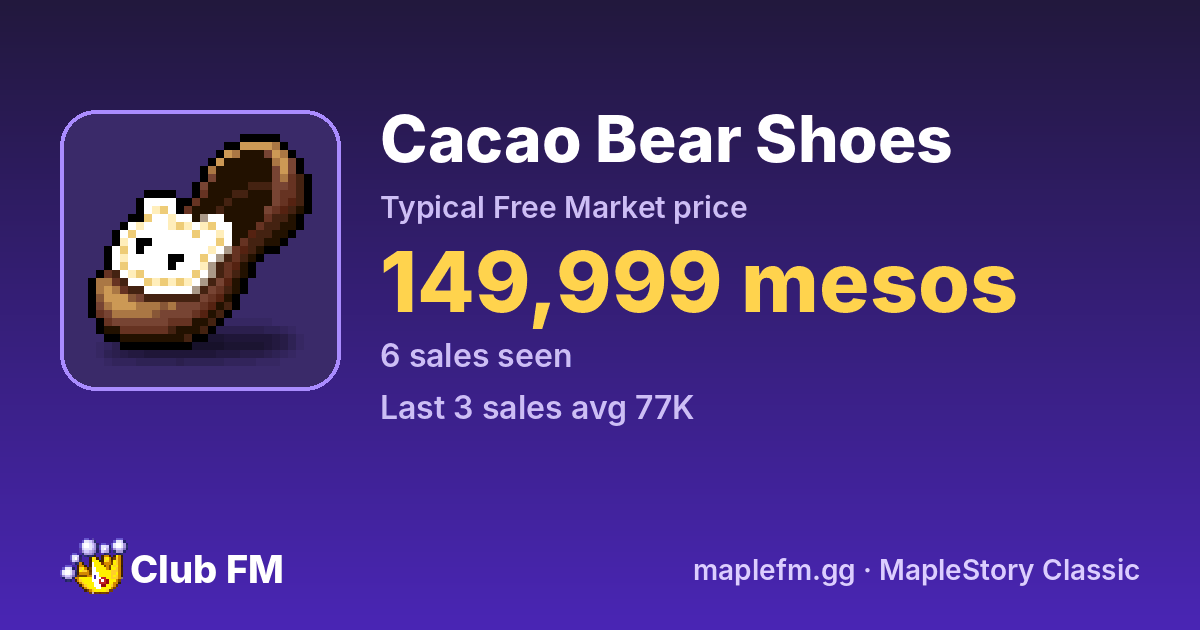 Cacao Bear Shoes
Typical Free Market price
149,999 mesos
6 sales seen
Last 3 sales avg 77K
Club FM
maplefm.gg · MapleStory Classic